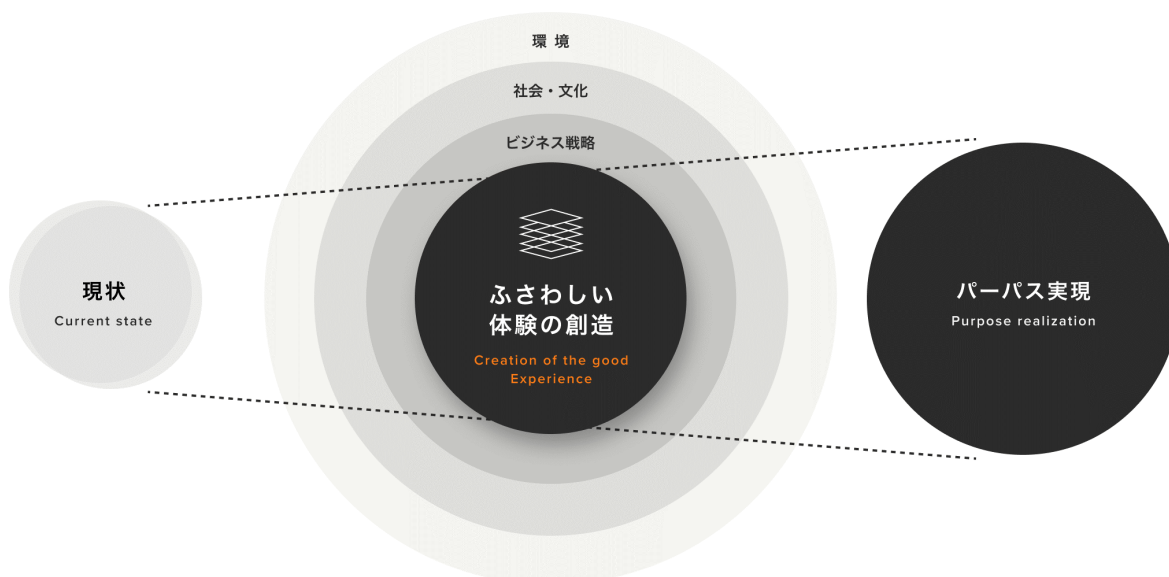 環 境
社会・文化
ビジネス戦略
現状
Current state
ふさわしい
体験の創造
Creation of the good
Experience
パーパス実現
Purpose realization